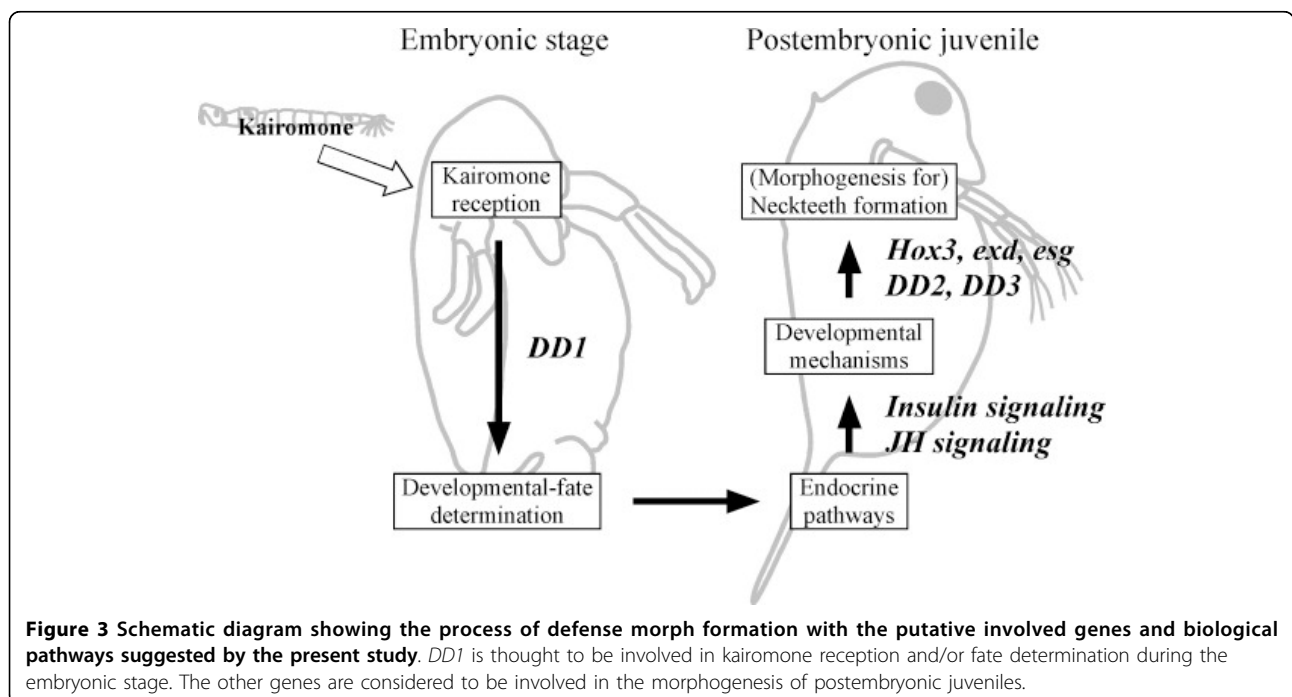 Embryonic stage
Postembryonic juvenile
Kairomone
Kairomone
reception
DD1
Developmental-fate
determination
(Morphogenesis for)
Neckteeth formation
Hox3, exd, esg
DD2, DD3
Developmental
mechanisms
Insulin signaling
JH signaling
Endocrine
pathways
Figure 3 Schematic diagram showing the process of defense morph formation with the putative involved genes and biological
pathways suggested by the present study. DD1 is thought to be involved in kairomone reception and/or fate determination during the
embryonic stage. The other genes are considered to be involved in the morphogenesis of postembryonic juveniles.